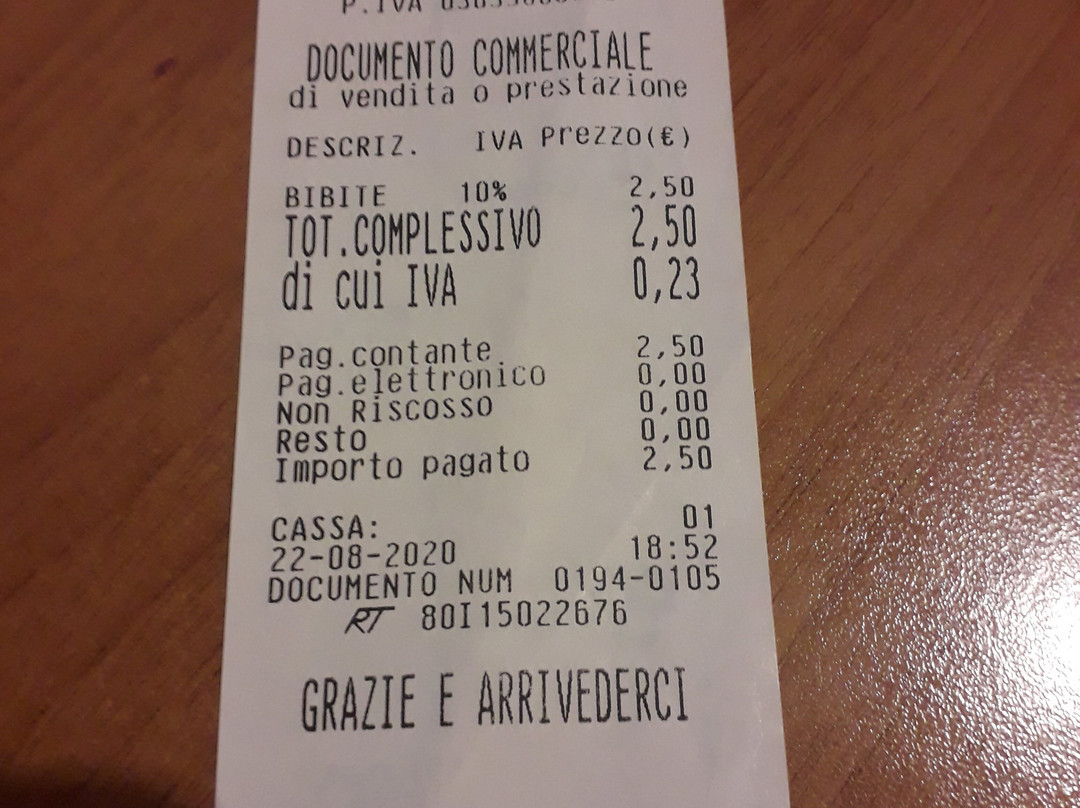 P.IVA
DOCUMENTO COMMERCIALE
di vendita o prestazione
DESCRIZ. IVA Prezzo(€)
BIBITE 10% 2,50
TOT.COMPLESSIVO 2,50
di cui IVA 0,23
Pag.contante 2,50
Pag.elettronico 0,00
Non Riscosso 0,00
Resto 0,00
Importo pagato 2,50
CASSA: 01
22-08-2020 18:52
DOCUMENTO NUM 0194-0105
RT 80I15022676
GRAZIE E ARRIVEDERCI